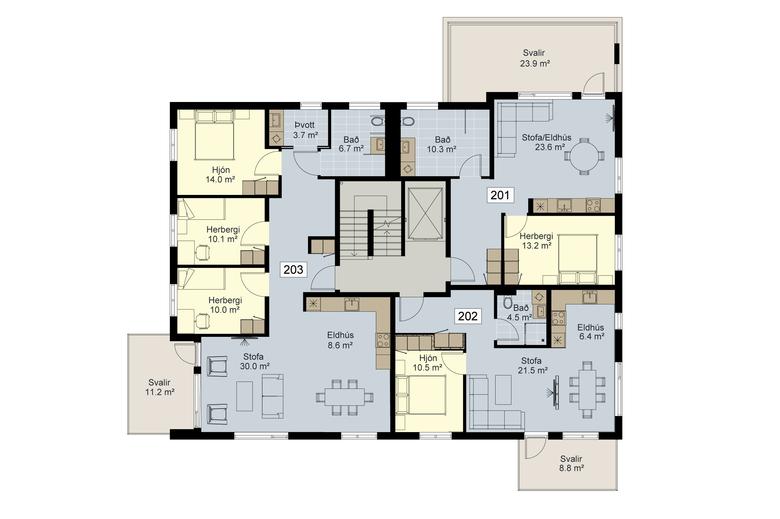 Svalir
23.9 m²
Þvott
3.7 m²
Bað
6.7 m²
Bað
10.3 m²
Stofa/Eldhús
23.6 m²
Hjón
14.0 m²
201
Herbergi
10.1 m²
Herbergi
13.2 m²
203
Herbergi
10.0 m²
202
Bað
4.5 m²
Eldhús
8.6 m²
Eldhús
6.4 m²
Stofa
30.0 m²
Hjón
10.5 m²
Stofa
21.5 m²
Svalir
11.2 m²
Svalir
8.8 m²